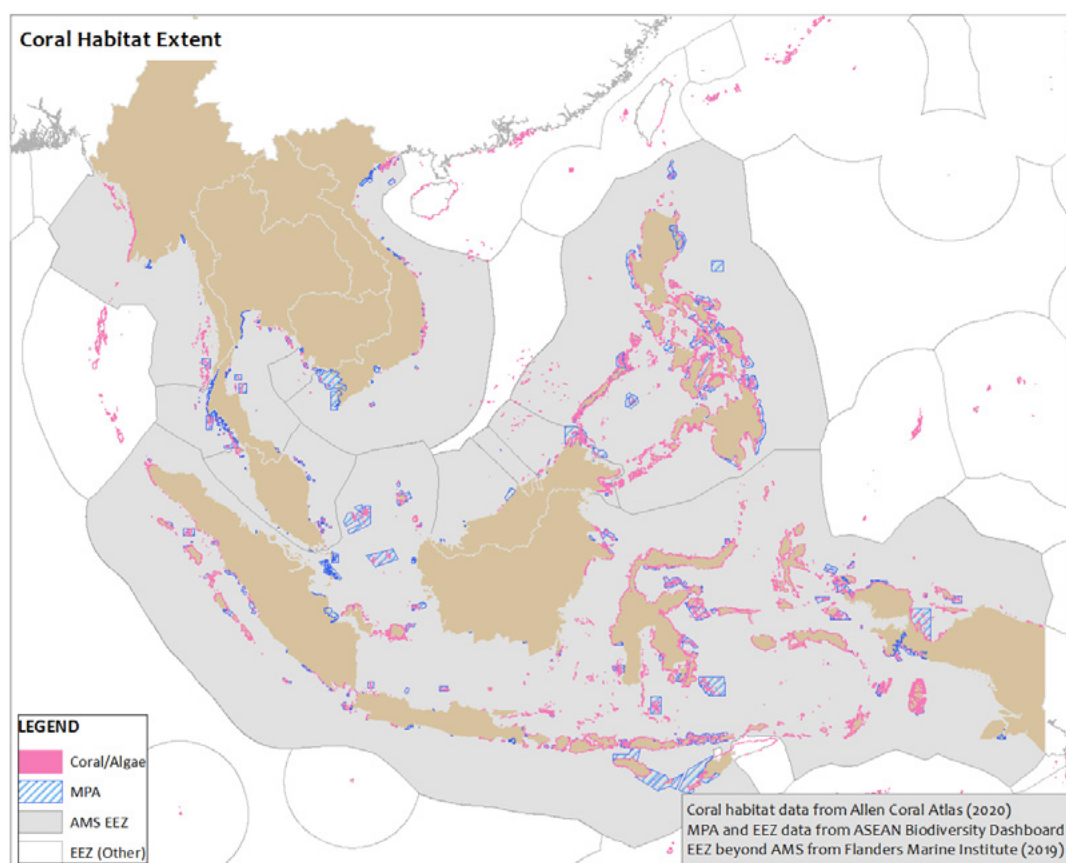 Coral Habitat Extent
LEGEND
Coral/Algae
MPA
AMS EEZ
EEZ (Other)
Coral habitat data from Allen Coral Atlas (2020)
MPA and EEZ data from ASEAN Biodiversity Dashboard
EEZ beyond AMS from Flanders Marine Institute (2019)